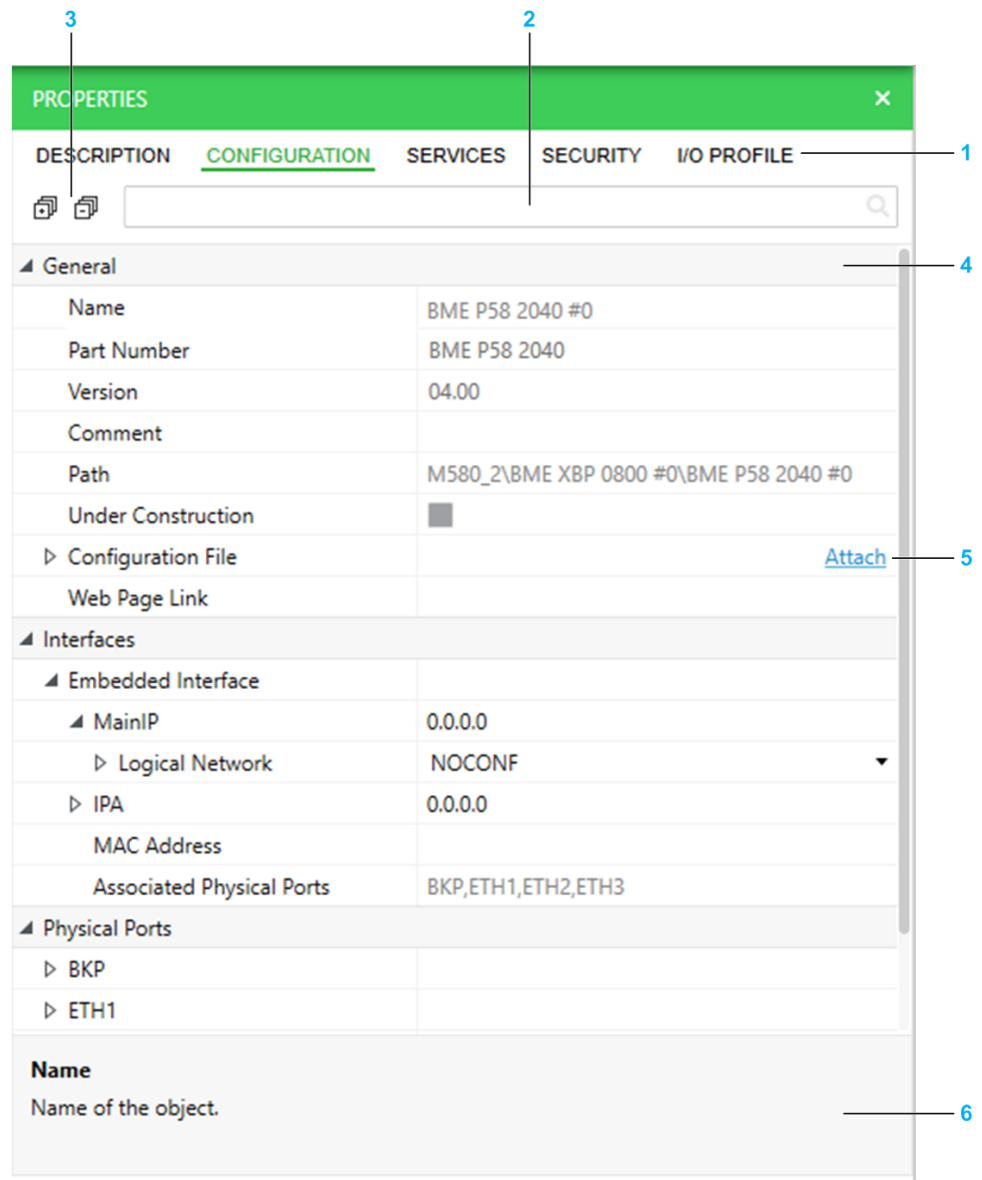 3 2
PROPERTIES
DESCRIPTION CONFIGURATION SERVICES SECURITY I/O PROFILE 1
General 4
Name BME P58 2040 #0
Part Number BME P58 2040
Version 04.00
Comment
Path M580_2\BME XBP 0800 #0\BME P58 2040 #0
Under Construction
Configuration File Attach 5
Web Page Link
Interfaces
Embedded Interface
MainIP 0.0.0.0
Logical Network NOCONF
IPA 0.0.0.0
MAC Address
Associated Physical Ports BKP,ETH1,ETH2,ETH3
Physical Ports
BKP
ETH1
Name
Name of the object. 6